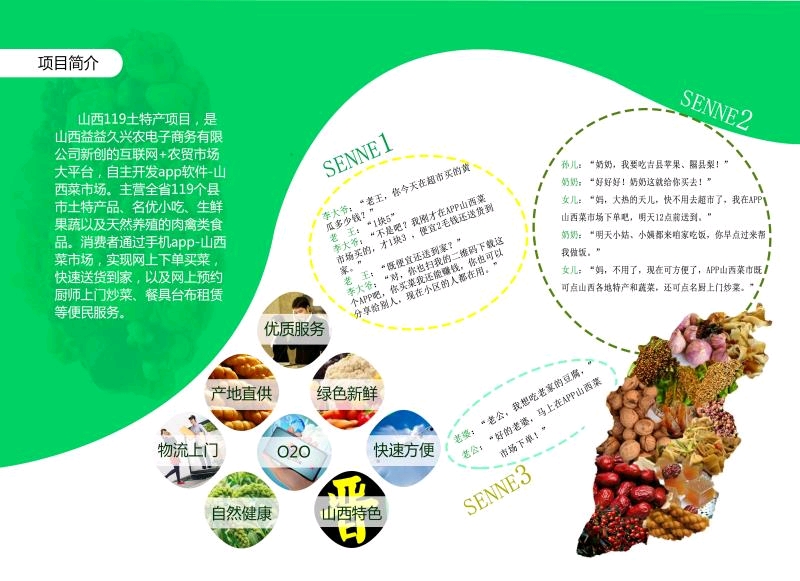 项目简介
山西119土特产项目，是
山西益益久兴农电子商务有限
公司新创的互联网+农贸市场
大平台，自主开发app软件-山
西菜市场。主营全省119个县
市土特产品、名优小吃、生鲜
果蔬以及天然养殖的肉禽类食
品。消费者通过手机app-山西
菜市场，实现网上下单买菜，
快速送货到家，以及网上预约
厨师上门炒菜、餐具台布租赁
等便民服务。
SENNE1
李大爷：“老王，你今天在超市买的黄
瓜多少钱？”
老 王：“1块5”
李大爷：“不是吧？我刚才在APP山西菜
市场买的，才1块3 ，便宜2毛钱还送货到
家。”
老 王：“既便宜还送到家？”
李大爷：“对，你也扫我的二维码下载这
个APP吧，你买菜我还能赚钱，你也可以
分享给别人，现在小区的人都在用。”
SENNE2
孙儿：“奶奶，我要吃吉县苹果、隰县梨！”
奶奶：“好好好！奶奶这就给你买去！”
女儿：“妈，大热的天儿，快不用去超市了，我在APP
山西菜市场下单吧，明天12点前送到。”
奶奶：“明天小姑、小姨都来咱家吃饭，你早点过来帮
我做饭。”
女儿：“妈，不用了，现在可方便了，APP山西菜市既
可点山西各地特产和蔬菜，还可点名厨上门炒菜。”
老婆：“老公，我想吃老家的豆腐，”
老公：“好的老婆，马上在APP山西菜
市场下单！”
SENNE3
优质服务
产地直供
绿色新鲜
物流上门
O2O
快速方便
自然健康
晋
山西特色